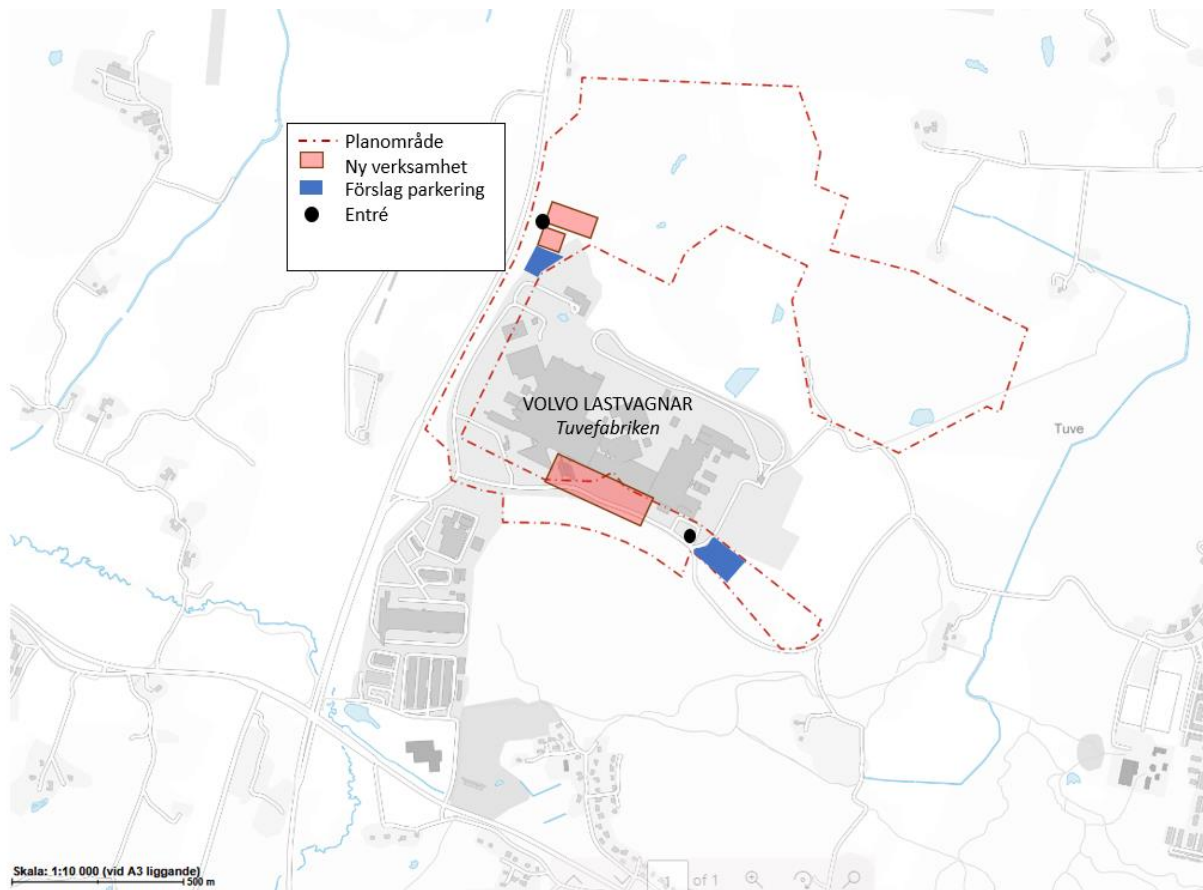 Planområde
Ny verksamhet
Förslag parkering
Entré
VOLVO LASTVAGNAR
Tuvefabriken
Tuve
Skala: 1:10 000 (vid A3 liggande)
500 m
1 of 1